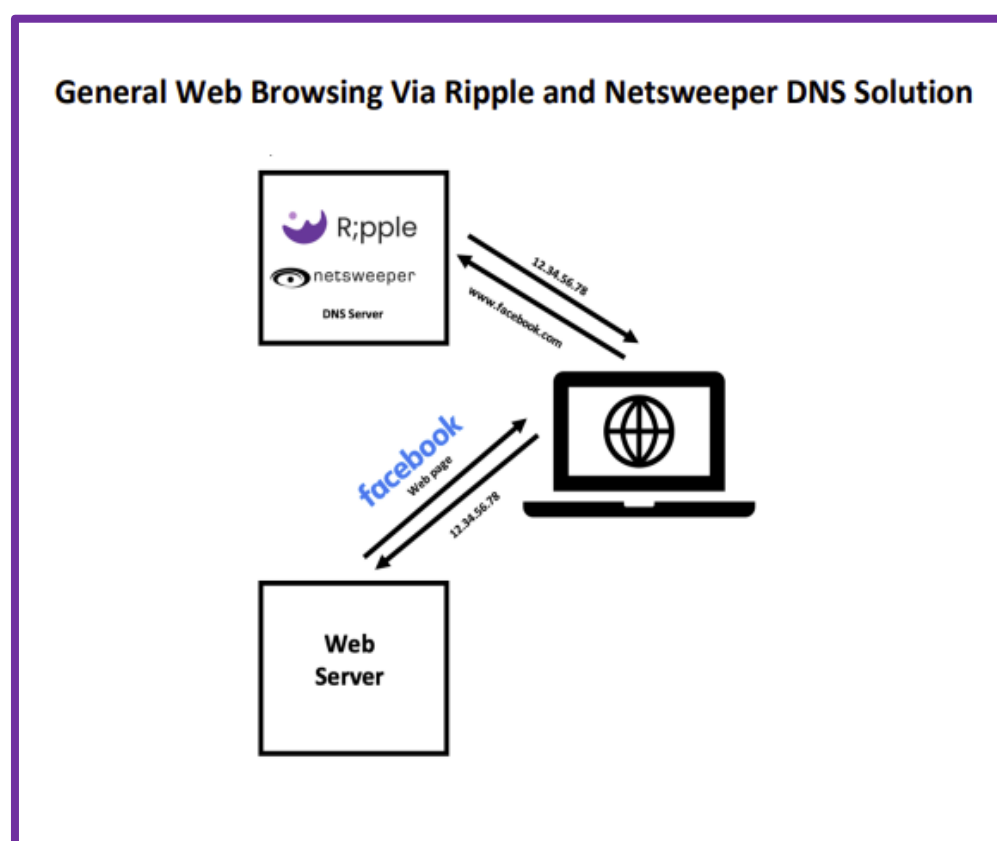 General Web Browsing Via Ripple and Netsweeper DNS Solution
R;pple
netsweeper
DNS Server
12.34.56.78
www.facebook.com
facebook
Web page
12.34.56.78
Web
Server